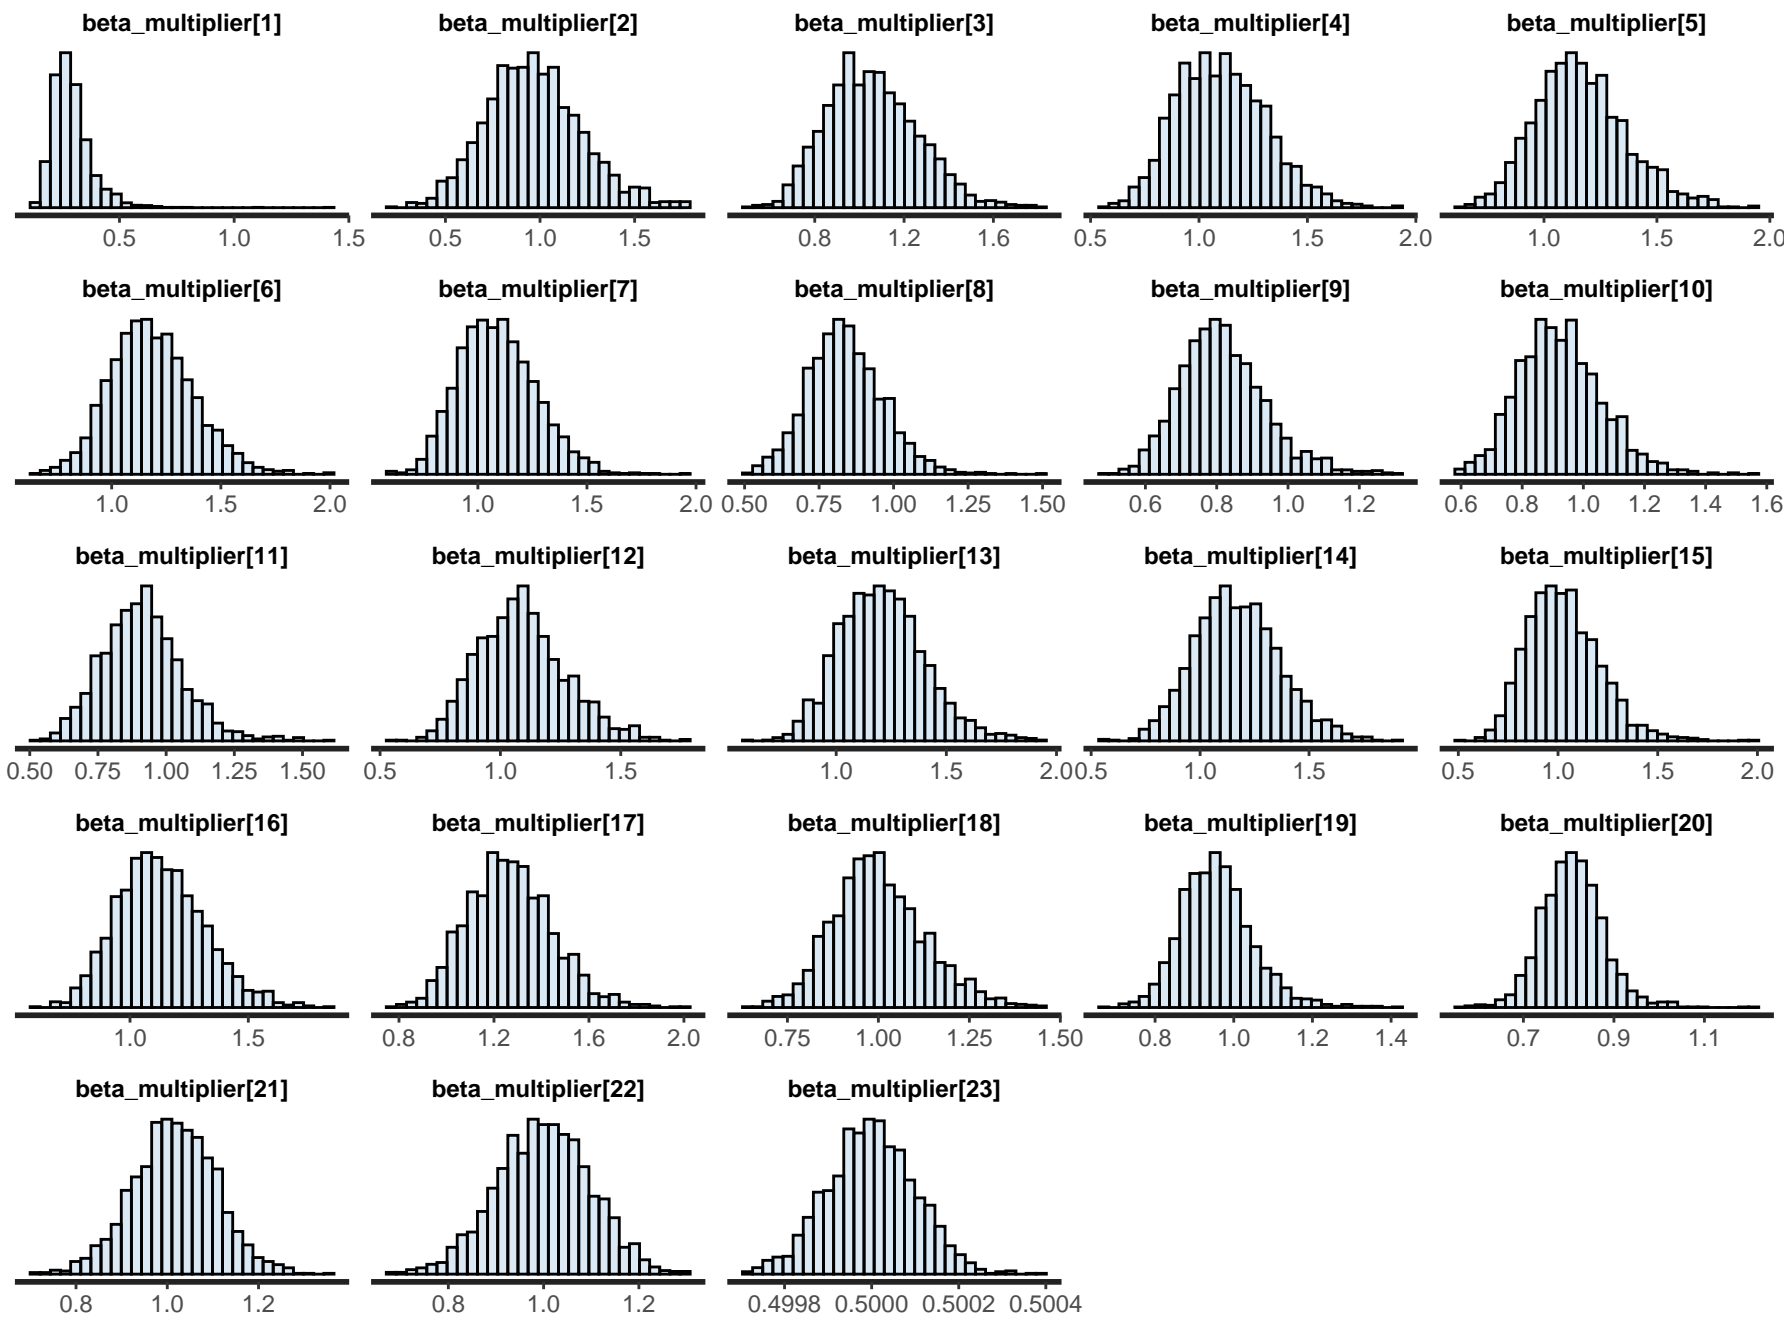 beta_multiplier[1] beta_multiplier[2] beta_multiplier[3] beta_multiplier[4] beta_multiplier[5]
0.5 1.0 1.5 0.5 1.0 1.5 0.8 1.2 1.6 0.5 1.0 1.5 2.0 1.0 1.5 2.0
beta_multiplier[6] beta_multiplier[7] beta_multiplier[8] beta_multiplier[9] beta_multiplier[10]
1.0 1.5 2.0 1.0 1.5 2.0 0.50 0.75 1.00 1.25 1.50 0.6 0.8 1.0 1.2 0.6 0.8 1.0 1.2 1.4 1.6
beta_multiplier[11] beta_multiplier[12] beta_multiplier[13] beta_multiplier[14] beta_multiplier[15]
0.50 0.75 1.00 1.25 1.50 0.5 1.0 1.5 1.0 1.5 2.0 0.5 1.0 1.5 0.5 1.0 1.5 2.0
beta_multiplier[16] beta_multiplier[17] beta_multiplier[18] beta_multiplier[19] beta_multiplier[20]
1.0 1.5 0.8 1.2 1.6 2.0 0.75 1.00 1.25 1.50 0.8 1.0 1.2 1.4 0.7 0.9 1.1
beta_multiplier[21] beta_multiplier[22] beta_multiplier[23]
0.8 1.0 1.2 0.8 1.0 1.2 0.4998 0.5000 0.5002 0.5004